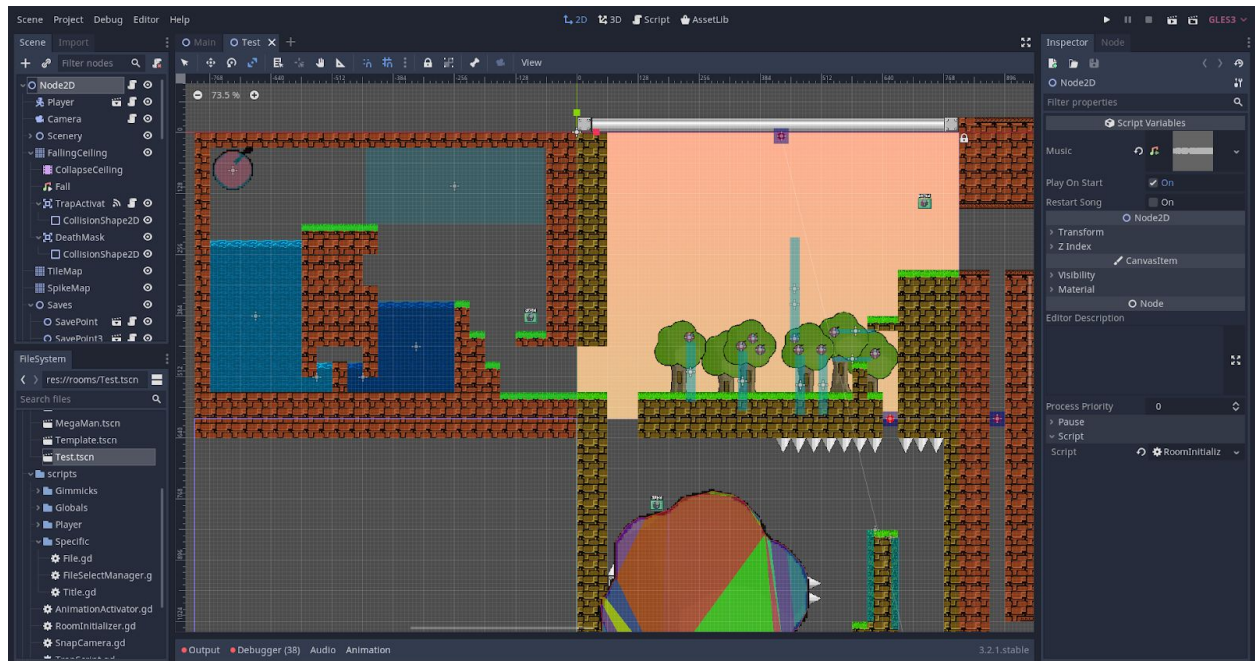 Scene Project Debug Editor Help
2D 3D Script AssetLib
GLES3
Scene Import
Main Test
Inspector Node
Filter nodes
View
Node2D
Player
Camera
Scenery
FallingCeiling
CollapseCeiling
Fall
TrapActivat
CollisionShape2D
DeathMask
CollisionShape2D
TileMap
SpikeMap
Saves
SavePoint
SavePoint3
FileSystem
res://rooms/Test.tscn
Search files
MegaMan.tscn
Template.tscn
Test.tscn
scripts
Gimmicks
Globals
Player
Specific
File.gd
FileSelectManager.g
Title.gd
AnimationActivator.gd
RoomInitializer.gd
SnapCamera.gd
73.5 %
Output Debugger (38) Audio Animation
3.2.1.stable
Node2D
Filter properties
Script Variables
Music
Play On Start On
Restart Song On
Node2D
Transform
Z Index
CanvasItem
Visibility
Material
Node
Editor Description
Process Priority 0
Pause
Script
Script RoomInitializ